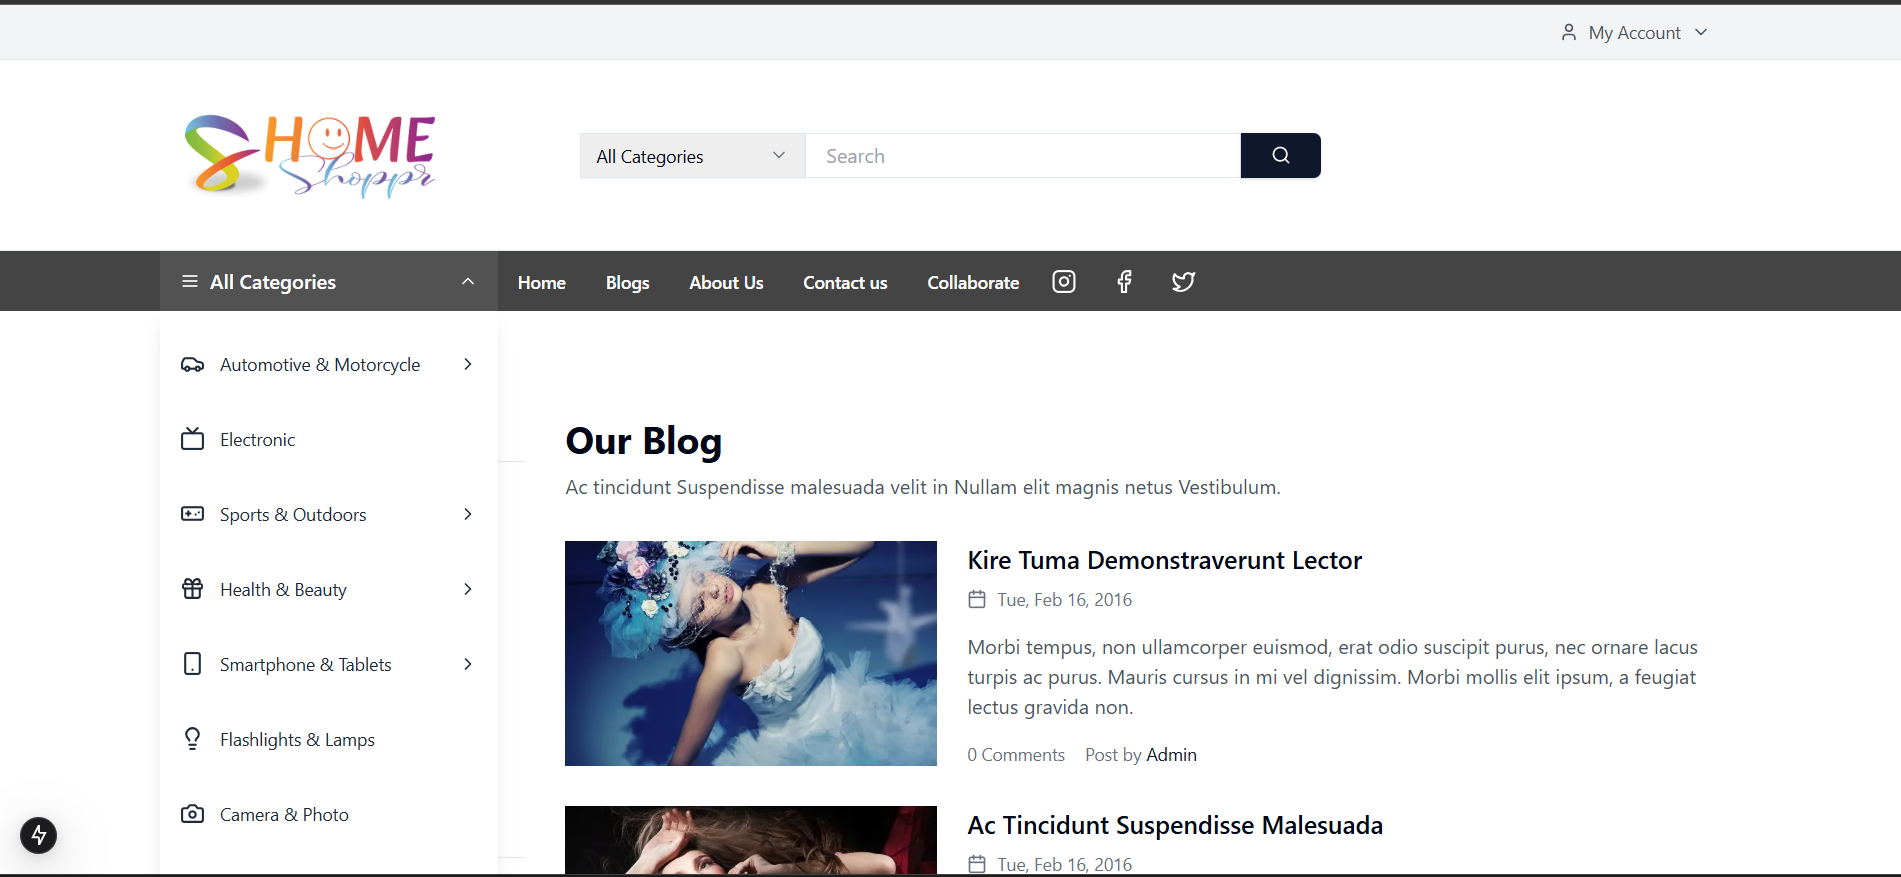 My Account
HOME
Shoppr
All Categories
Search
All Categories
Home
Blogs
About Us
Contact us
Collaborate
Automotive & Motorcycle
Electronic
Sports & Outdoors
Health & Beauty
Smartphone & Tablets
Flashlights & Lamps
Camera & Photo
Our Blog
Ac tincidunt Suspendisse malesuada velit in Nullam elit magnis netus Vestibulum.
Kire Tuma Demonstraverunt Lector
Tue, Feb 16, 2016
Morbi tempus, non ullamcorper euismod, erat odio suscipit purus, nec ornare lacus
turpis ac purus. Mauris cursus in mi vel dignissim. Morbi mollis elit ipsum, a feugiat
lectus gravida non.
0 Comments
Post by Admin
Ac Tincidunt Suspendisse Malesuada
Tue, Feb 16, 2016